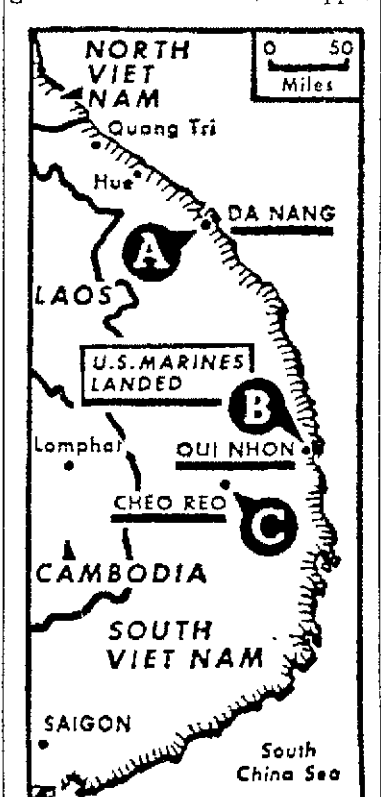 NORTH
VIET
NAM
0 50
Miles
Quang Tri
Hue
DA NANG
A
LAOS
U.S. MARINES
LANDED
B
Lomphat
QUI NHON
CHEO REO
C
CAMBODIA
SOUTH
VIET NAM
SAIGON
South
China Sea